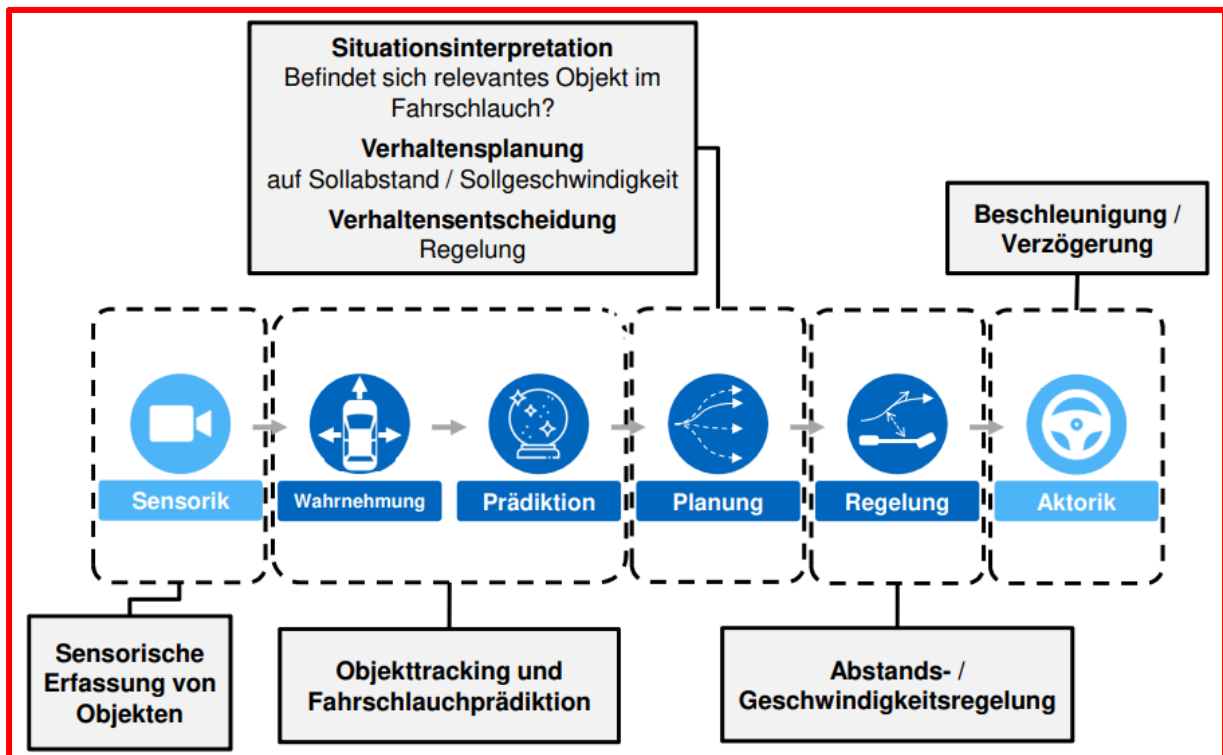 Situationsinterpretation
Befindet sich relevantes Objekt im
Fahrschlauch?
Verhaltensplanung
auf Sollabstand / Sollgeschwindigkeit
Verhaltensentscheidung
Regelung
Beschleunigung /
Verzögerung
Sensorik
Wahrnehmung
Prädiktion
Planung
Regelung
Aktorik
Sensorische
Erfassung von
Objekten
Objekttracking und
Fahrschlauchprädiktion
Abstands- /
Geschwindigkeitsregelung